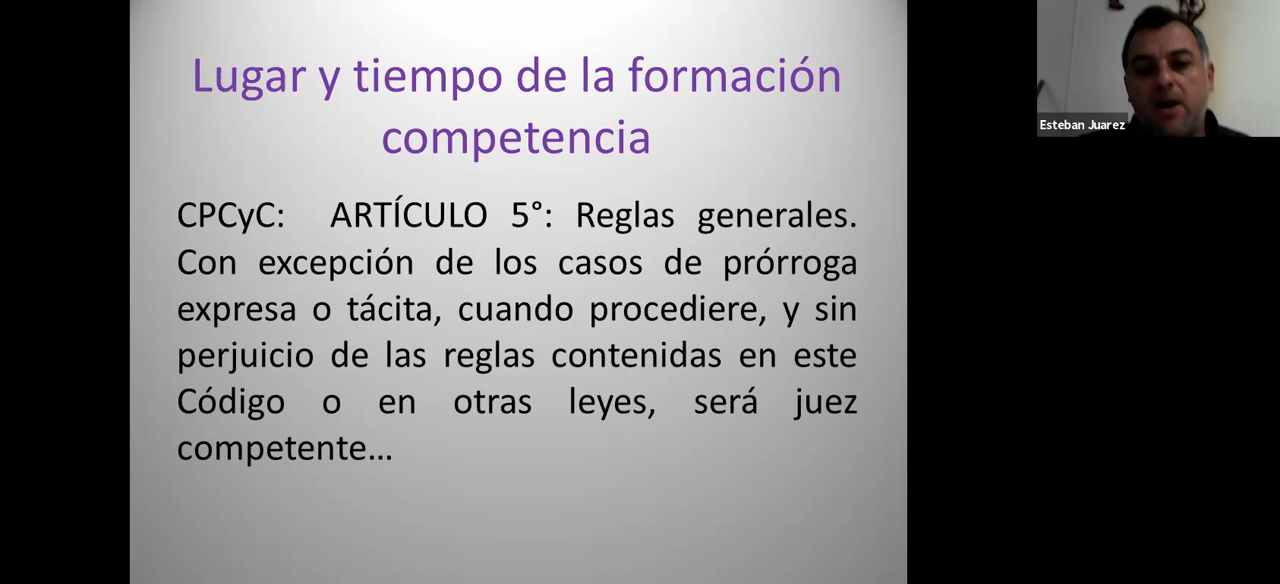 Lugar y tiempo de la formación
competencia
CPCyC: ARTÍCULO 5°: Reglas generales.
Con excepción de los casos de prórroga
expresa o tácita, cuando procediere, y sin
perjuicio de las reglas contenidas en este
Código o en otras leyes, será juez
competente...
Esteban Juarez